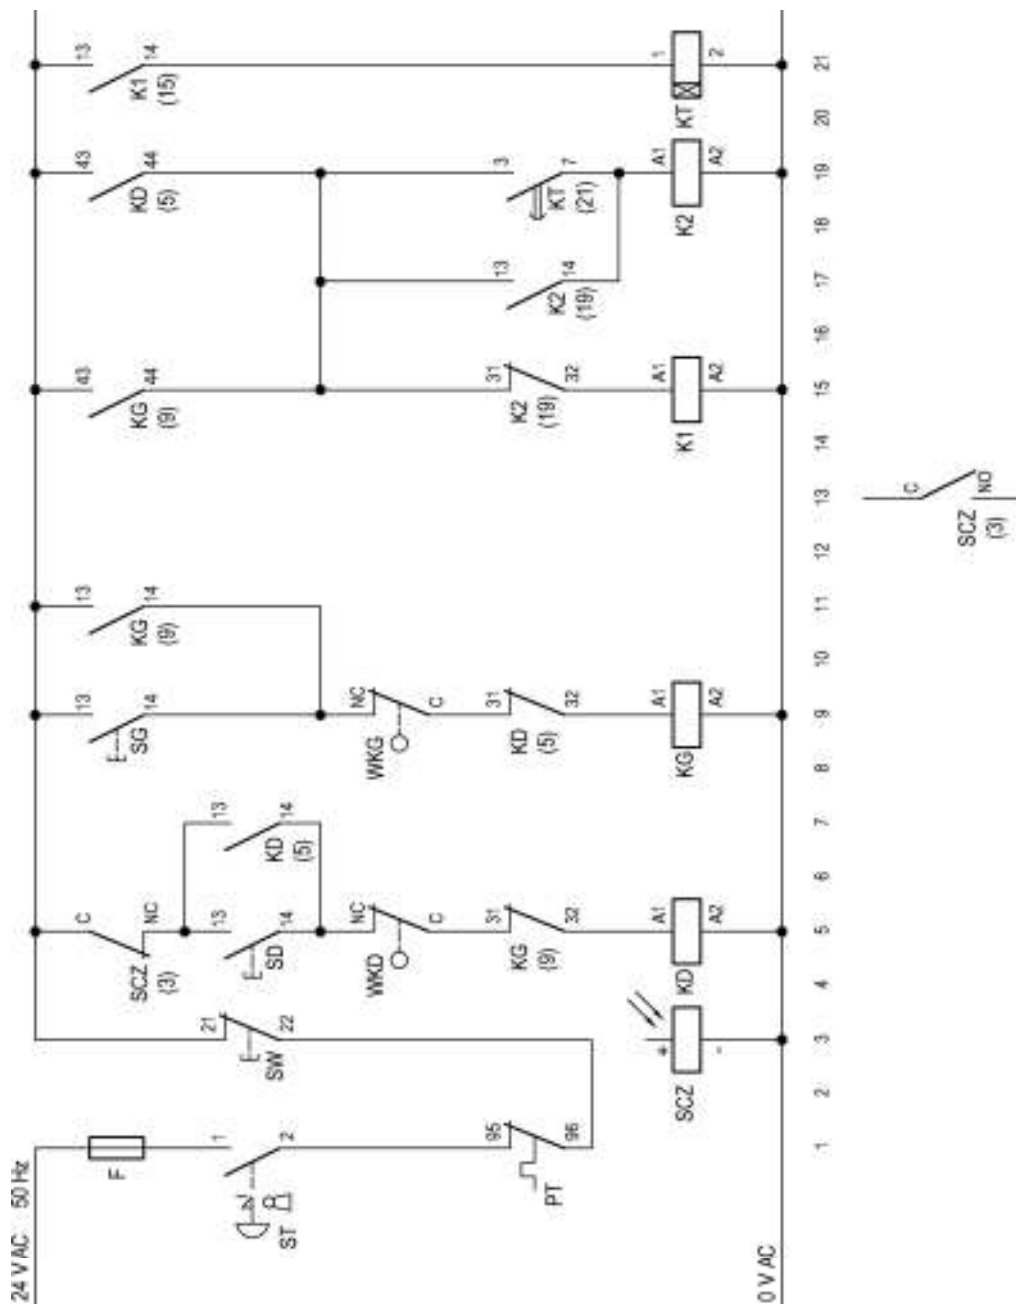 24 V AC 50 Hz
F
1
2
ST
95
96
PT
21
22
SW
+
-
SCZ
C
NC
SCZ
(3)
13
14
SD
13
14
KD
(5)
NC
C
WKD
31
32
KG
(9)
A1
A2
KD
13
14
SG
13
14
KG
(9)
NC
C
WKG
31
32
KD
(5)
A1
A2
KG
C
NO
SCZ
(3)
43
44
KG
(9)
31
32
K2
(19)
A1
A2
K1
13
14
K2
(19)
43
44
KD
(5)
3
7
KT
(21)
A1
A2
K2
13
14
K1
(15)
1
2
KT
0 V AC
1 2 3 4 5 6 7 8 9 10 11 12 13 14 15 16 17 18 19 20 21